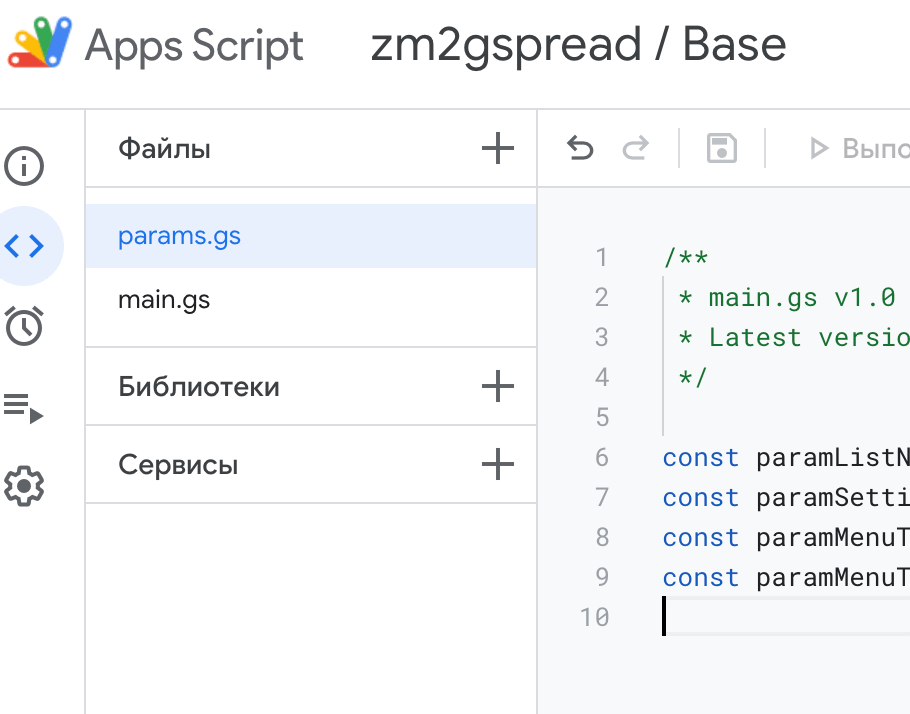 Apps Script zm2gspread / Base
Файлы
params.gs
main.gs
Библиотеки
Сервисы
1 /**
2 * main.gs v1.0
3 * Latest versio
4 */
5
6 const paramListN
7 const paramSetti
8 const paramMenuT
9 const paramMenuT
10
Выпо